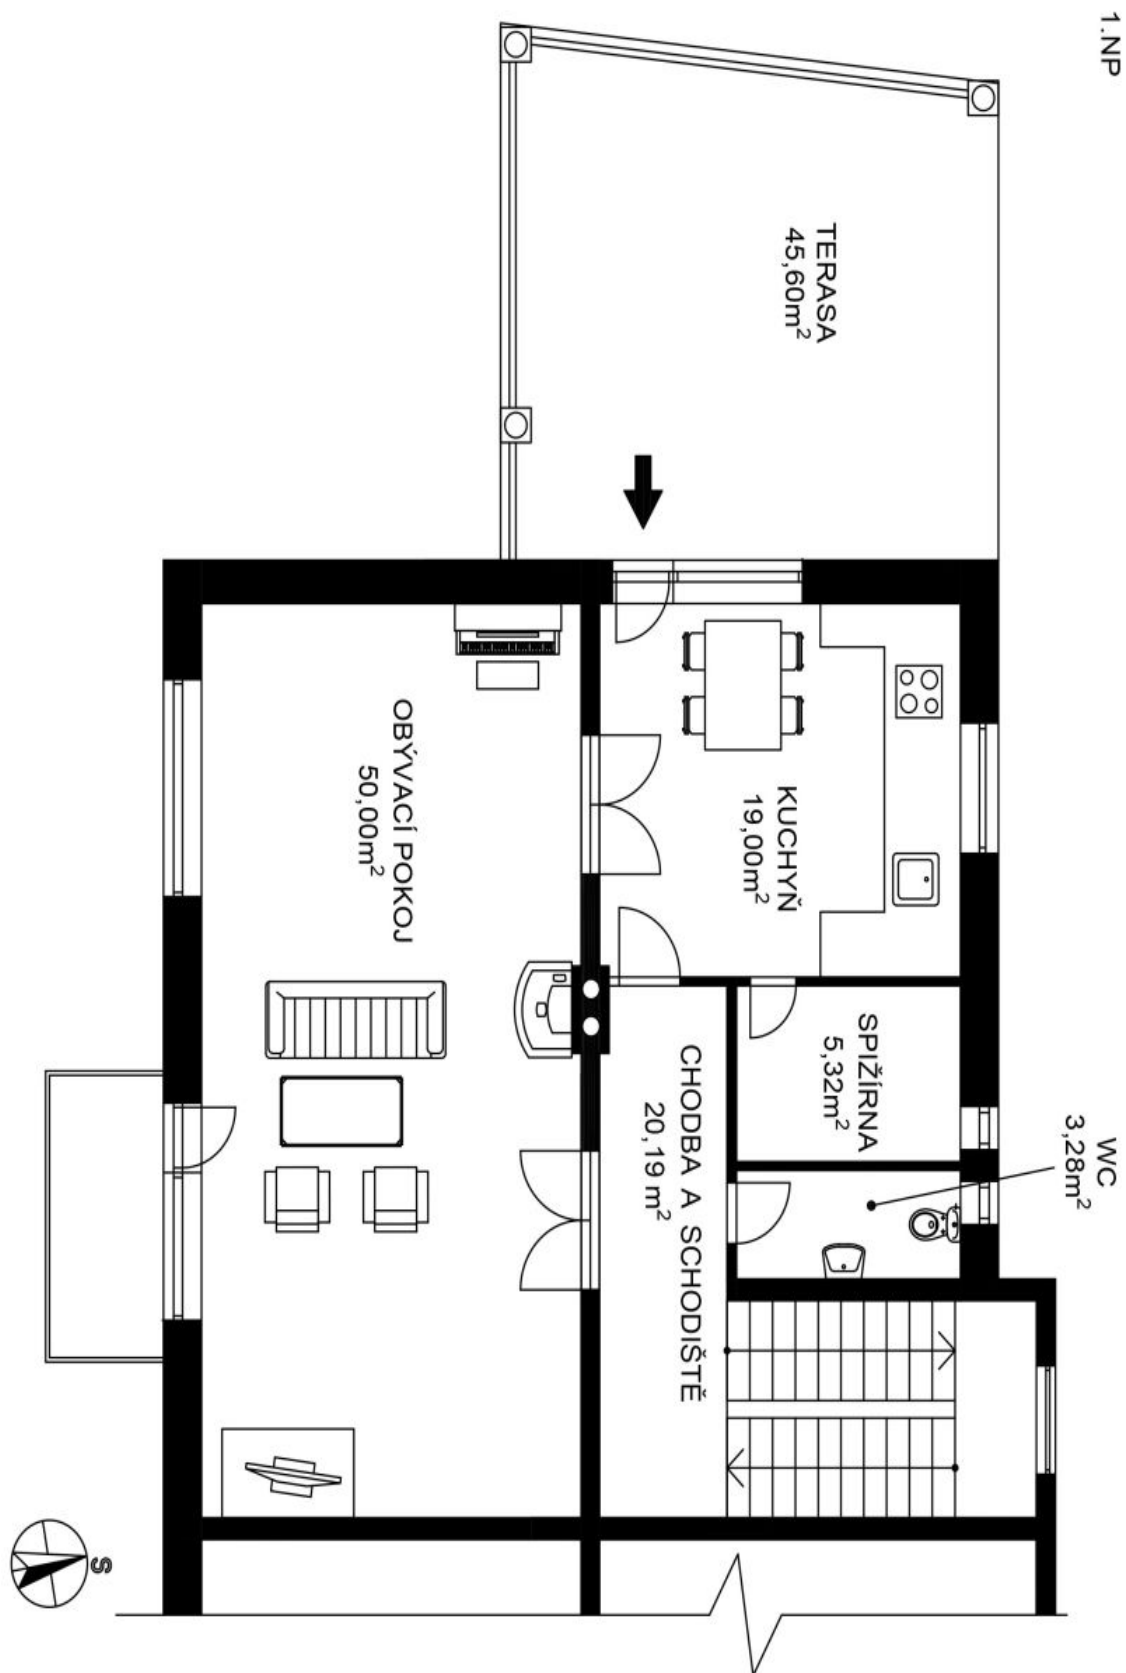 1.NP
TERASA
45,60m²
KUCHYŇ
19,00m²
OBÝVACÍ POKOJ
50,00m²
SPIŽÍRNA
5,32m²
WC
3,28m²
CHODBA A SCHODIŠTĚ
20,19 m²
S